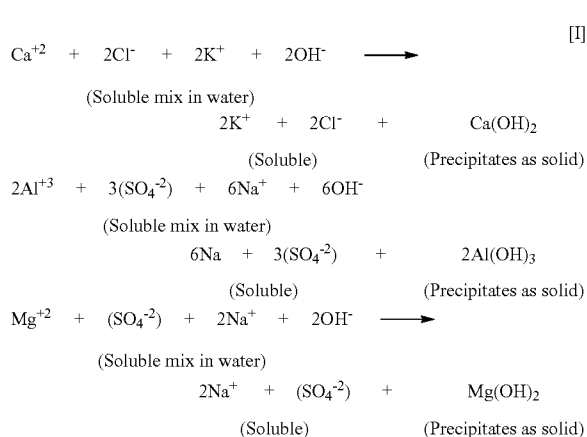 [I]
Ca⁺² + 2Cl⁻ + 2K⁺ + 2OH⁻ ⟶
(Soluble mix in water)
2K⁺ + 2Cl⁻ + Ca(OH)₂
(Soluble) (Precipitates as solid)
2Al⁺³ + 3(SO₄⁻²) + 6Na⁺ + 6OH⁻
(Soluble mix in water)
6Na + 3(SO₄⁻²) + 2Al(OH)₃
(Soluble) (Precipitates as solid)
Mg⁺² + (SO₄⁻²) + 2Na⁺ + 2OH⁻ ⟶
(Soluble mix in water)
2Na⁺ + (SO₄⁻²) + Mg(OH)₂
(Soluble) (Precipitates as solid)